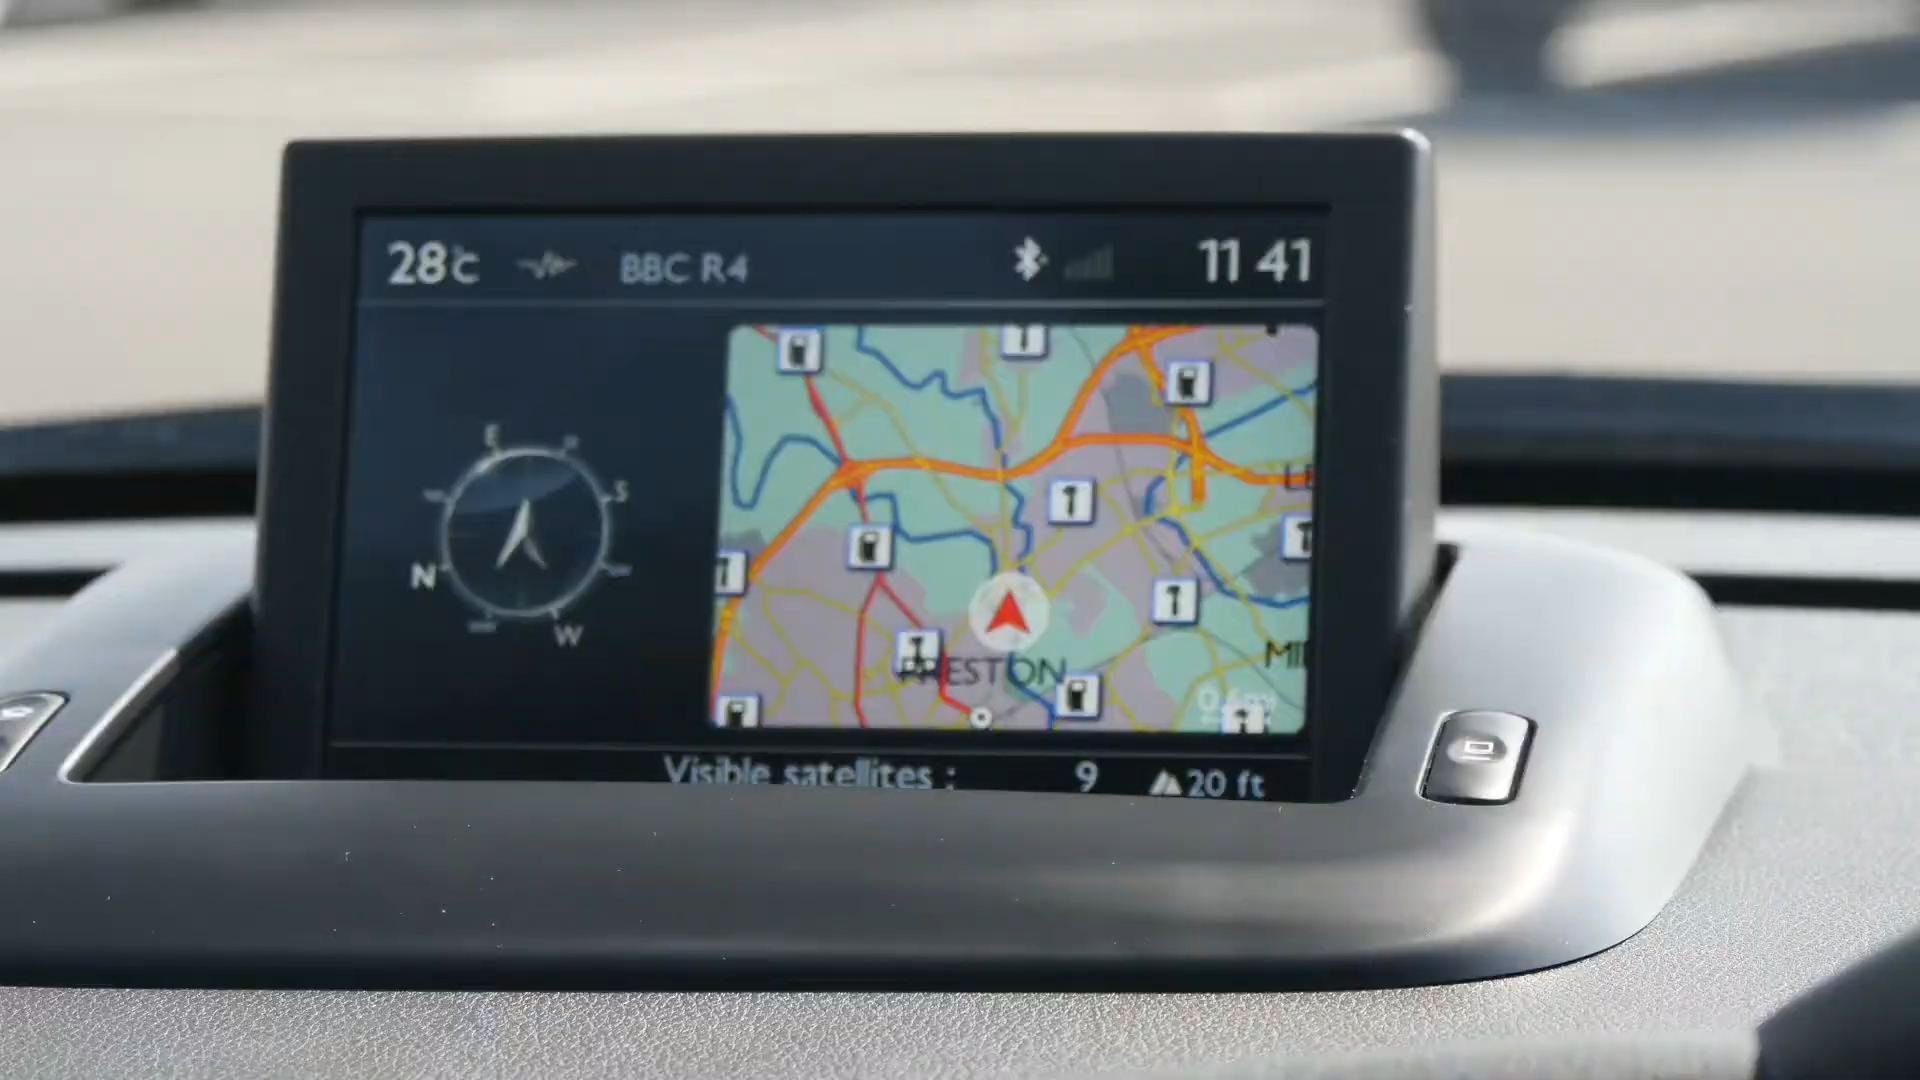 28°C BBC R4 11 41
E
S
N
W
PRESTON
Visible satellites : 9 20 ft